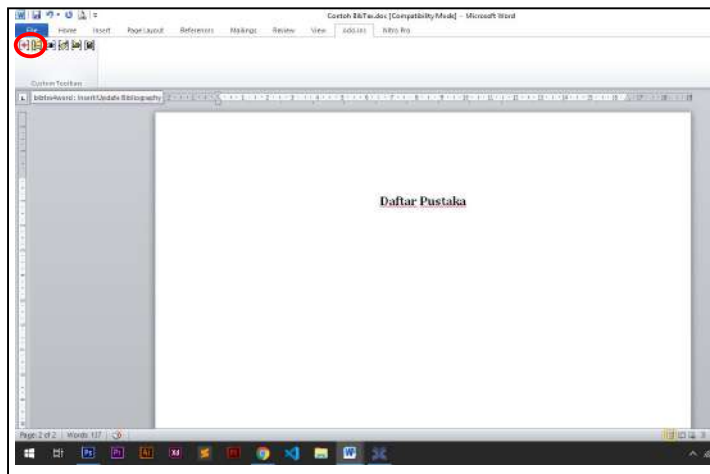 Contoh BibTex.doc [Compatibility Mode] - Microsoft Word
File Home Insert Page Layout References Mailings Review View Add-Ins Nitro Pro
Custom Toolbars
bibtex4word : Insert/Update Bibliography
Daftar Pustaka
Page: 2 of 2 Words: 137